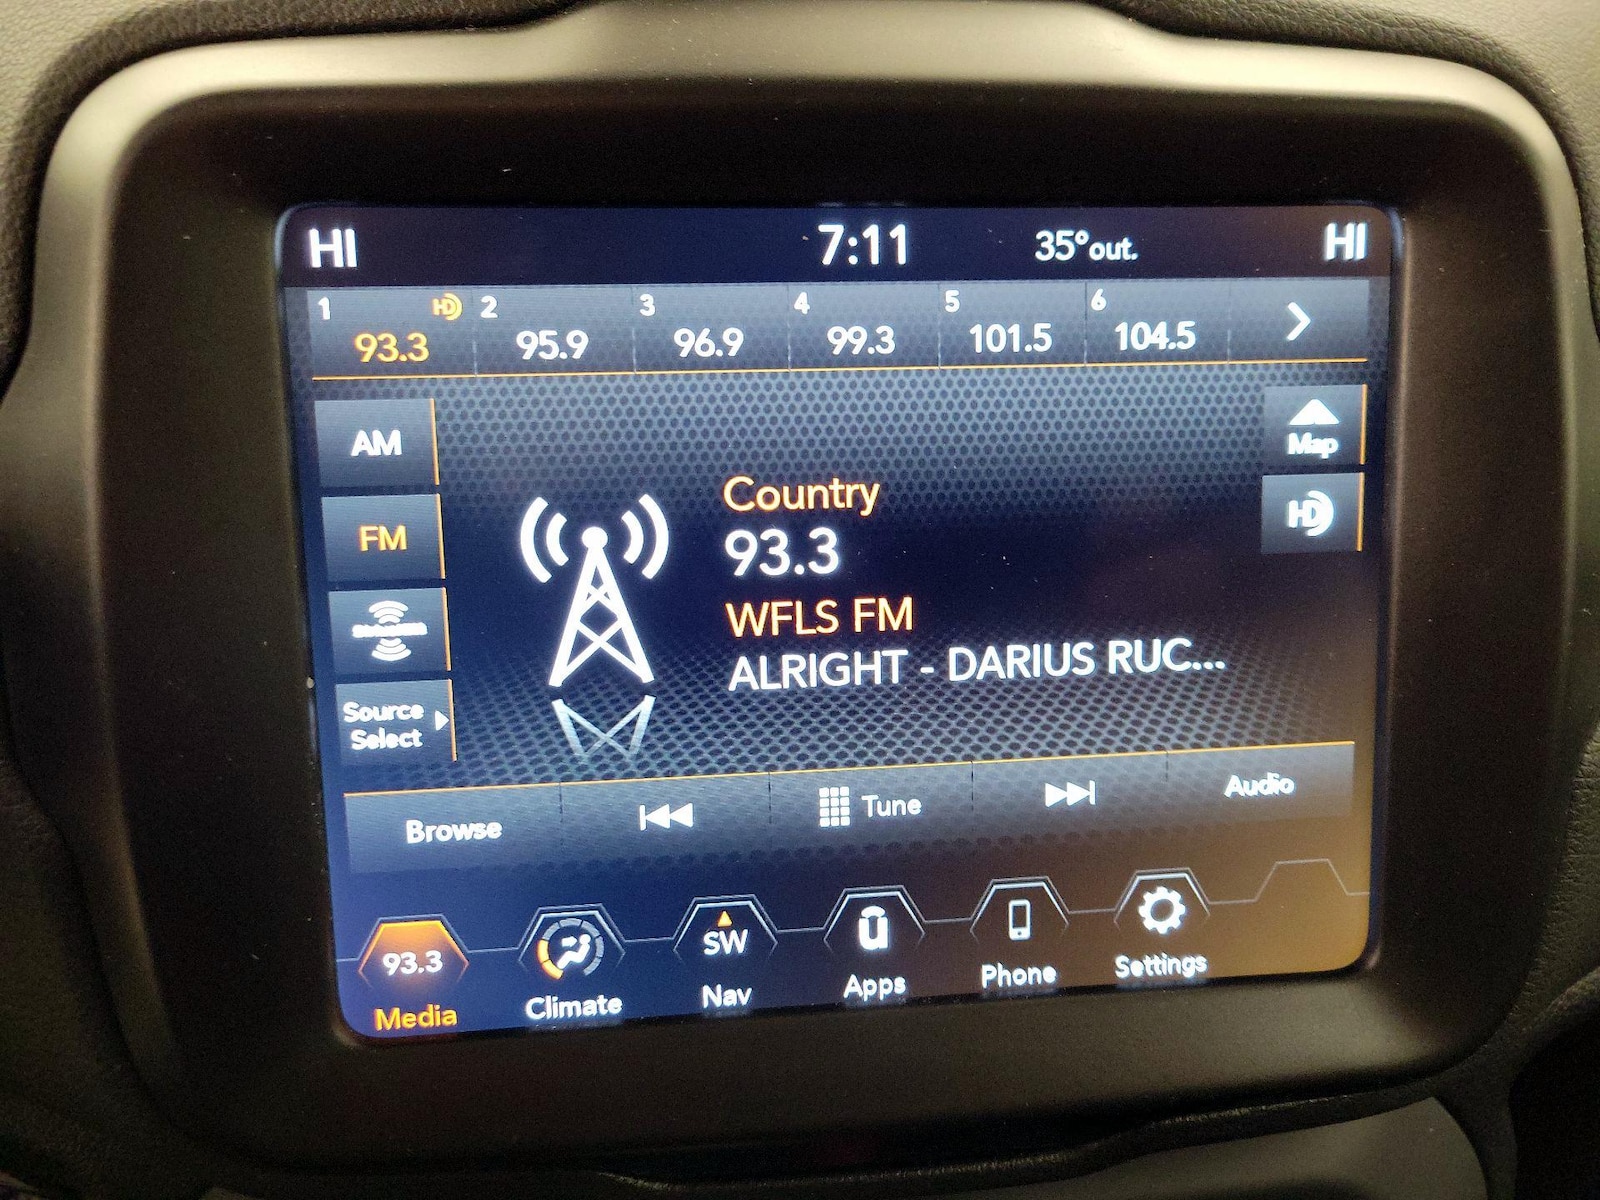 HI 7:11 35°out. HI
1 HD 2 3 4 5 6
93.3 95.9 96.9 99.3 101.5 104.5
AM
Map
FM
HD
Source
Select
Country
93.3
WFLS FM
ALRIGHT - DARIUS RUC...
Browse Tune Audio
93.3 SW ū
Media Climate Nav Apps Phone Settings